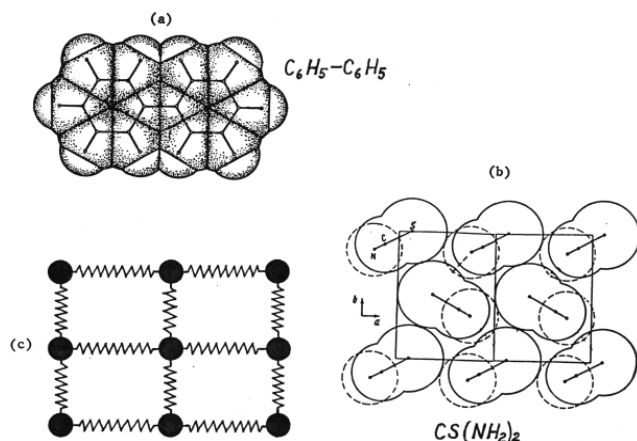 (a)
C₆H₅–C₆H₅
(b)
S
C
N
b
a
(c)
CS(NH₂)₂